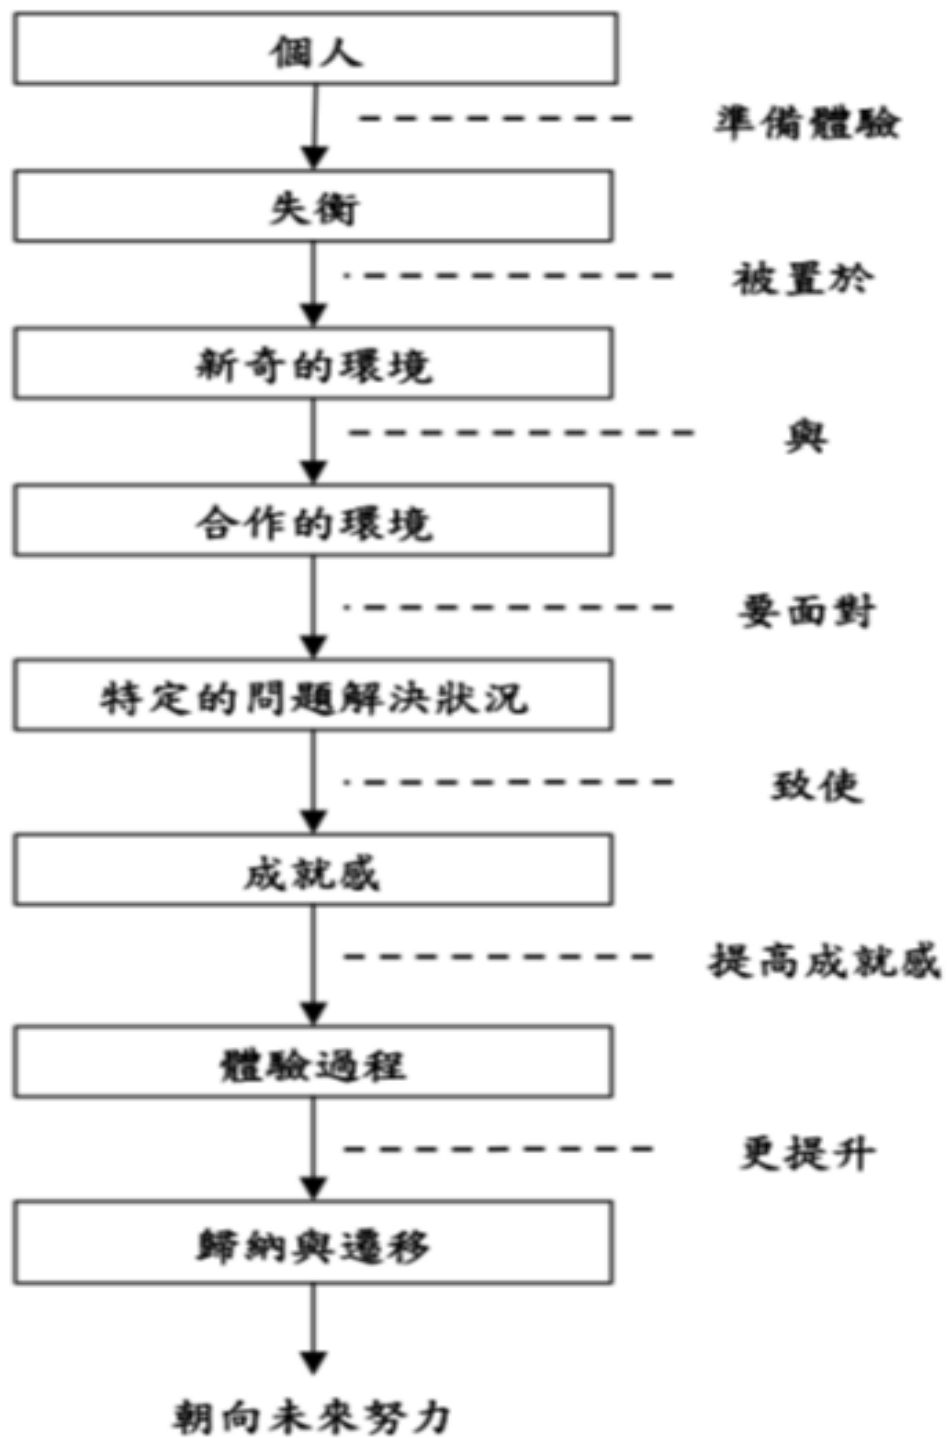 個人
準備體驗
失衡
被置於
新奇的環境
與
合作的環境
要面對
特定的問題解決狀況
致使
成就感
提高成就感
體驗過程
更提升
歸納與遷移
朝向未來努力